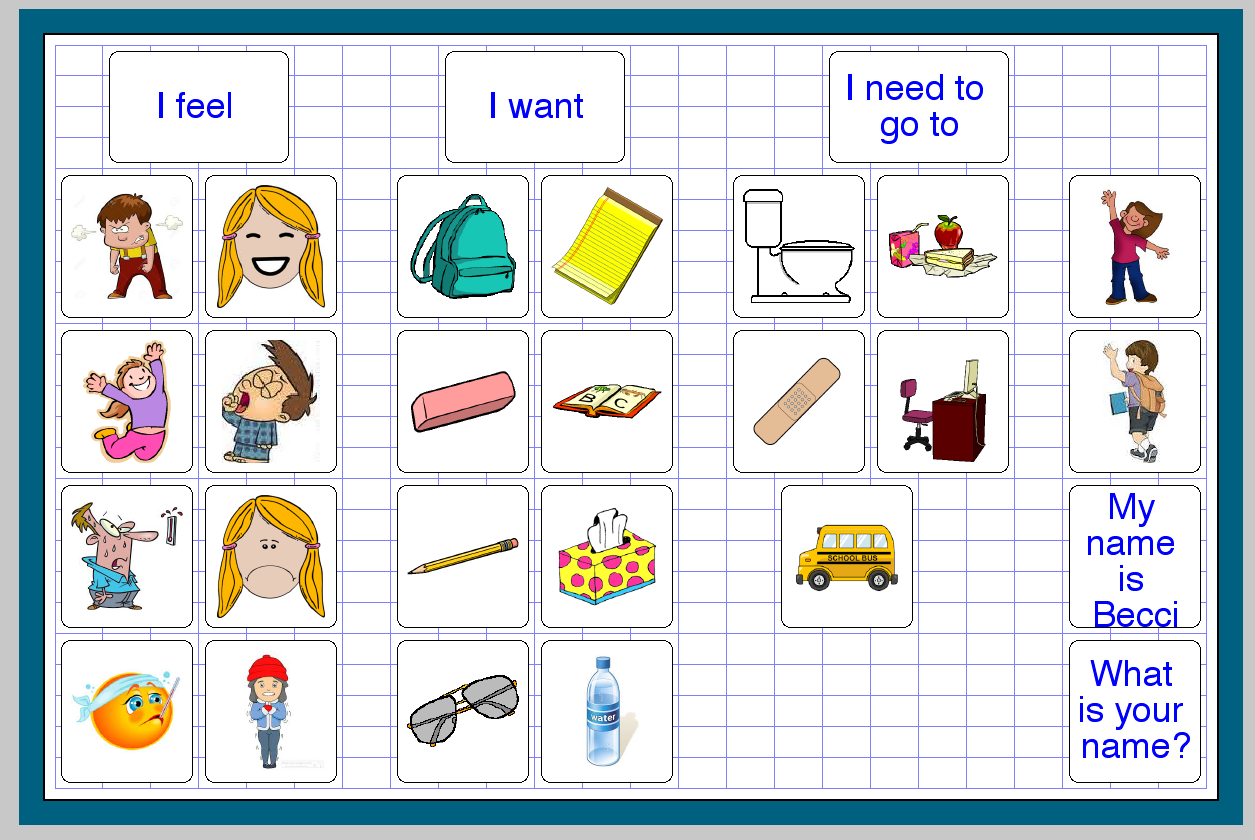 I feel
I want
I need to
go to
B C
SCHOOL BUS
My
name
is
Becci
water
What
is your
name?